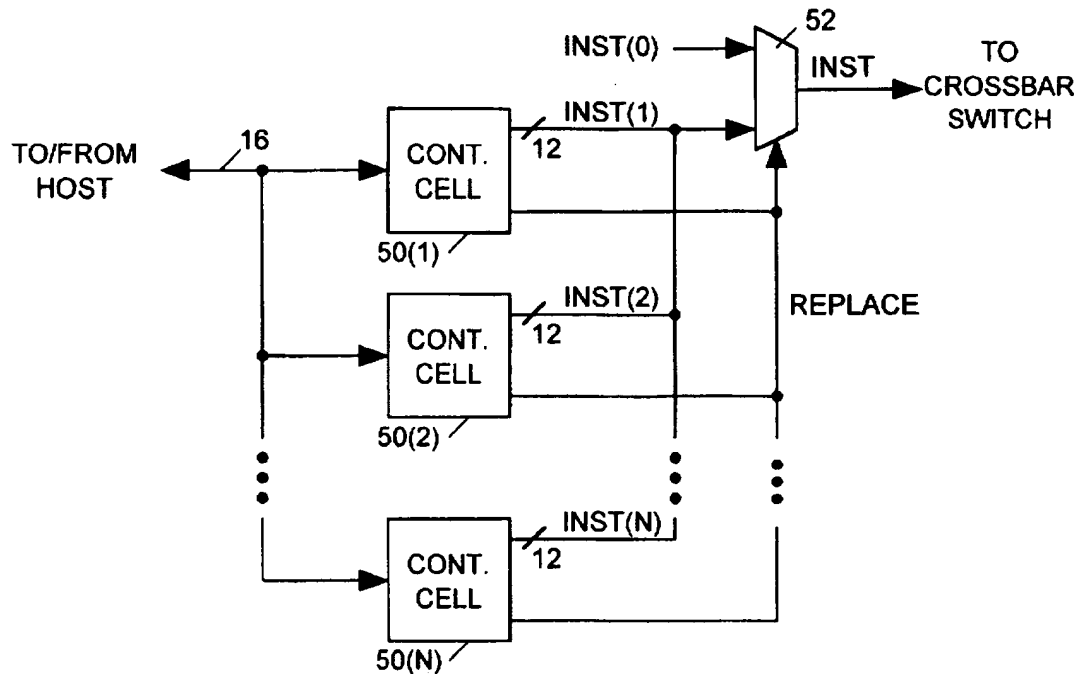 52
INST(0)
INST
TO
CROSSBAR
SWITCH
INST(1)
12
16
TO/FROM
HOST
CONT.
CELL
50(1)
INST(2)
12
REPLACE
CONT.
CELL
50(2)
INST(N)
12
CONT.
CELL
50(N)